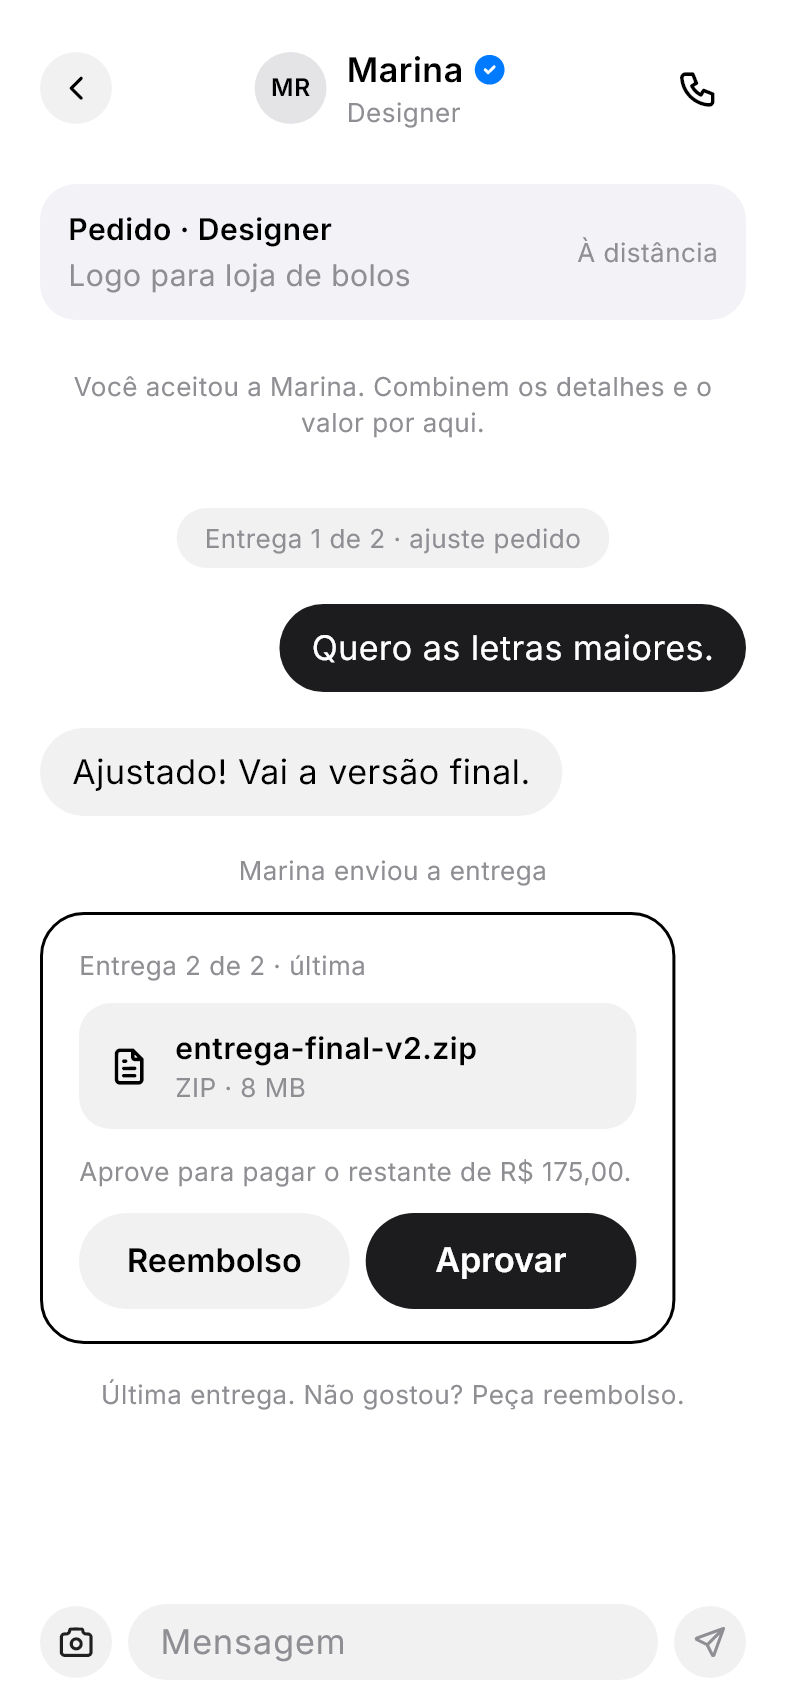 MR
Marina
Designer
Pedido · Designer
Logo para loja de bolos
À distância
Você aceitou a Marina. Combinem os detalhes e o
valor por aqui.
Entrega 1 de 2 · ajuste pedido
Quero as letras maiores.
Ajustado! Vai a versão final.
Marina enviou a entrega
Entrega 2 de 2 · última
entrega-final-v2.zip
ZIP · 8 MB
Aprove para pagar o restante de R$ 175,00.
Reembolso
Aprovar
Última entrega. Não gostou? Peça reembolso.
Mensagem